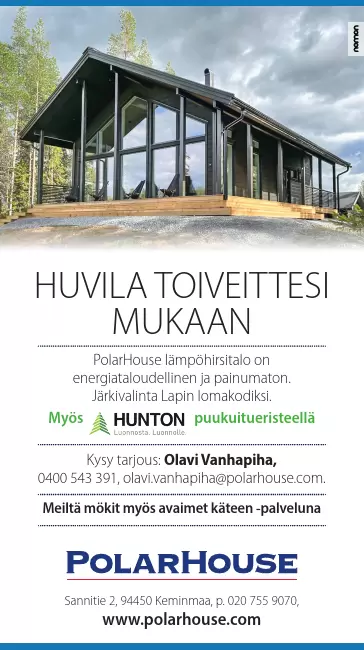 nemen
HUVILA TOIVEITTESI
MUKAAN
PolarHouse lämpöhirsitalo on
energiataloudellinen ja painumaton.
Järkivalinta Lapin lomakodiksi.
Myös HUNTON puukuitueristeellä
Luonnosta. Luonnolle
Kysy tarjous: Olavi Vanhapiha,
0400 543 391, olavi.vanhapiha@polarhouse.com.
Meiltä mökit myös avaimet käteen -palveluna
POLARHOUSE
Sannitie 2, 94450 Keminmaa, p. 020 755 9070,
www.polarhouse.com